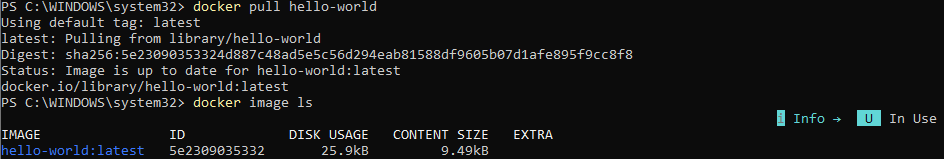 PS C:\WINDOWS\system32> docker pull hello-world
Using default tag: latest
latest: Pulling from library/hello-world
Digest: sha256:5e23090353324d887c48ad5e5c56d294eab81588df9605b07d1afe895f9cc8f8
Status: Image is up to date for hello-world:latest
docker.io/library/hello-world:latest
PS C:\WINDOWS\system32> docker image ls
i Info → U In Use
IMAGE ID DISK USAGE CONTENT SIZE EXTRA
hello-world:latest 5e2309035332 25.9kB 9.49kB